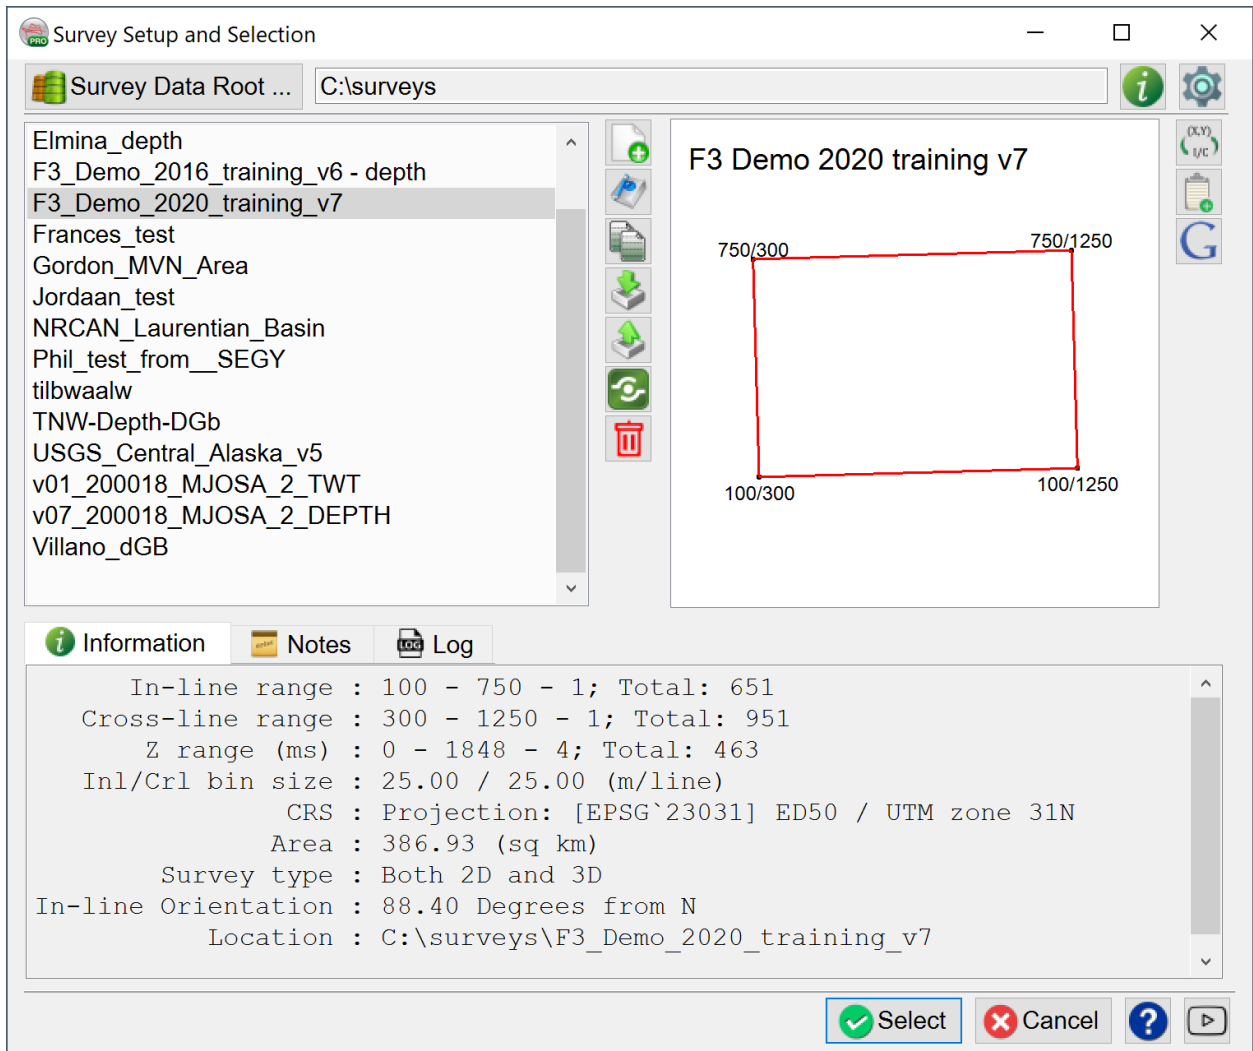 Survey Setup and Selection
Survey Data Root ... C:\surveys
Elmina_depth
F3_Demo_2016_training_v6 - depth
F3_Demo_2020_training_v7
Frances_test
Gordon_MVN_Area
Jordaan_test
NRCAN_Laurentian_Basin
Phil_test_from__SEGY
tilbwaalw
TNW-Depth-DGb
USGS_Central_Alaska_v5
v01_200018_MJOSA_2_TWT
v07_200018_MJOSA_2_DEPTH
Villano_dGB
F3 Demo 2020 training v7
750/300 750/1250
100/300 100/1250
(X,Y)
I/C
G
Information Notes Log
In-line range : 100 - 750 - 1; Total: 651
Cross-line range : 300 - 1250 - 1; Total: 951
Z range (ms) : 0 - 1848 - 4; Total: 463
Inl/Crl bin size : 25.00 / 25.00 (m/line)
CRS : Projection: [EPSG`23031] ED50 / UTM zone 31N
Area : 386.93 (sq km)
Survey type : Both 2D and 3D
In-line Orientation : 88.40 Degrees from N
Location : C:\surveys\F3_Demo_2020_training_v7
Select Cancel ?